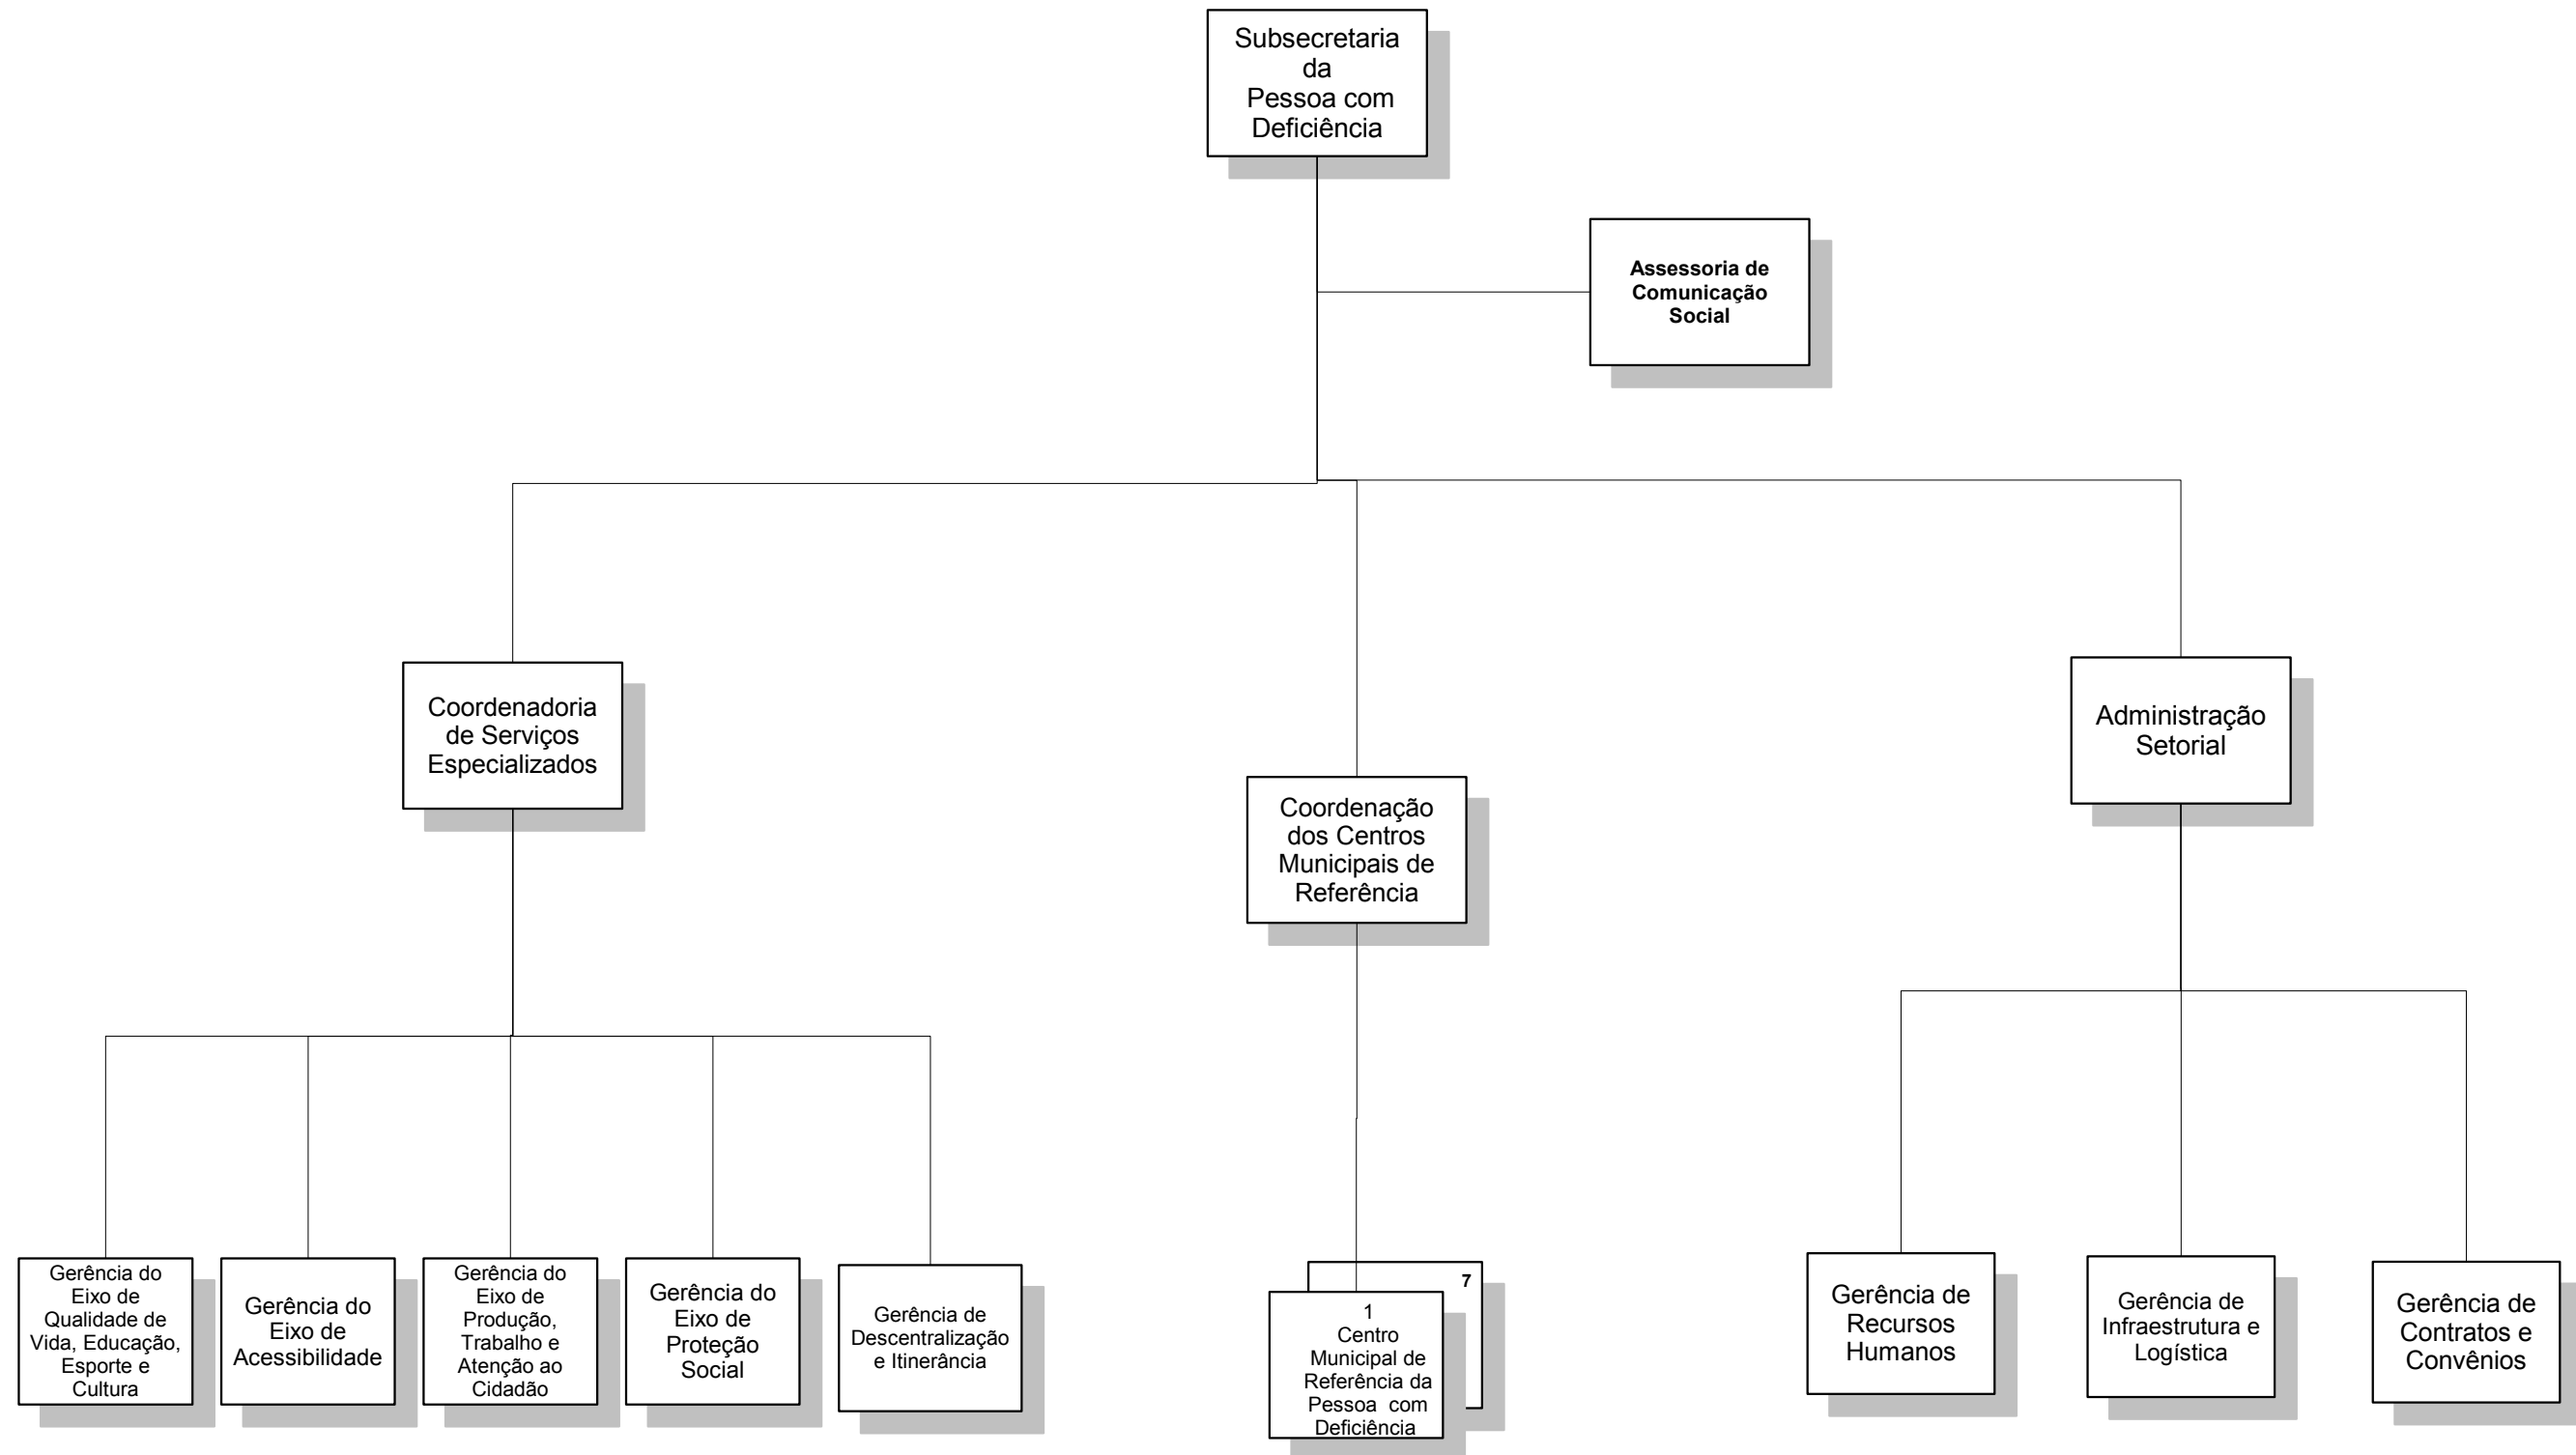 Subsecretaria
da
Pessoa com
Deficiência
Assessoria de
Comunicação
Social
Coordenadoria
de Serviços
Especializados
Coordenação
dos Centros
Municipais de
Referência
Administração
Setorial
Gerência do
Eixo de
Qualidade de
Vida, Educação,
Esporte e
Cultura
Gerência do
Eixo de
Acessibilidade
Gerência do
Eixo de
Produção,
Trabalho e
Atenção ao
Cidadão
Gerência do
Eixo de
Proteção
Social
Gerência de
Descentralização
e Itinerância
7
1
Centro
Municipal de
Referência da
Pessoa com
Deficiência
Gerência de
Recursos
Humanos
Gerência de
Infraestrutura e
Logística
Gerência de
Contratos e
Convênios